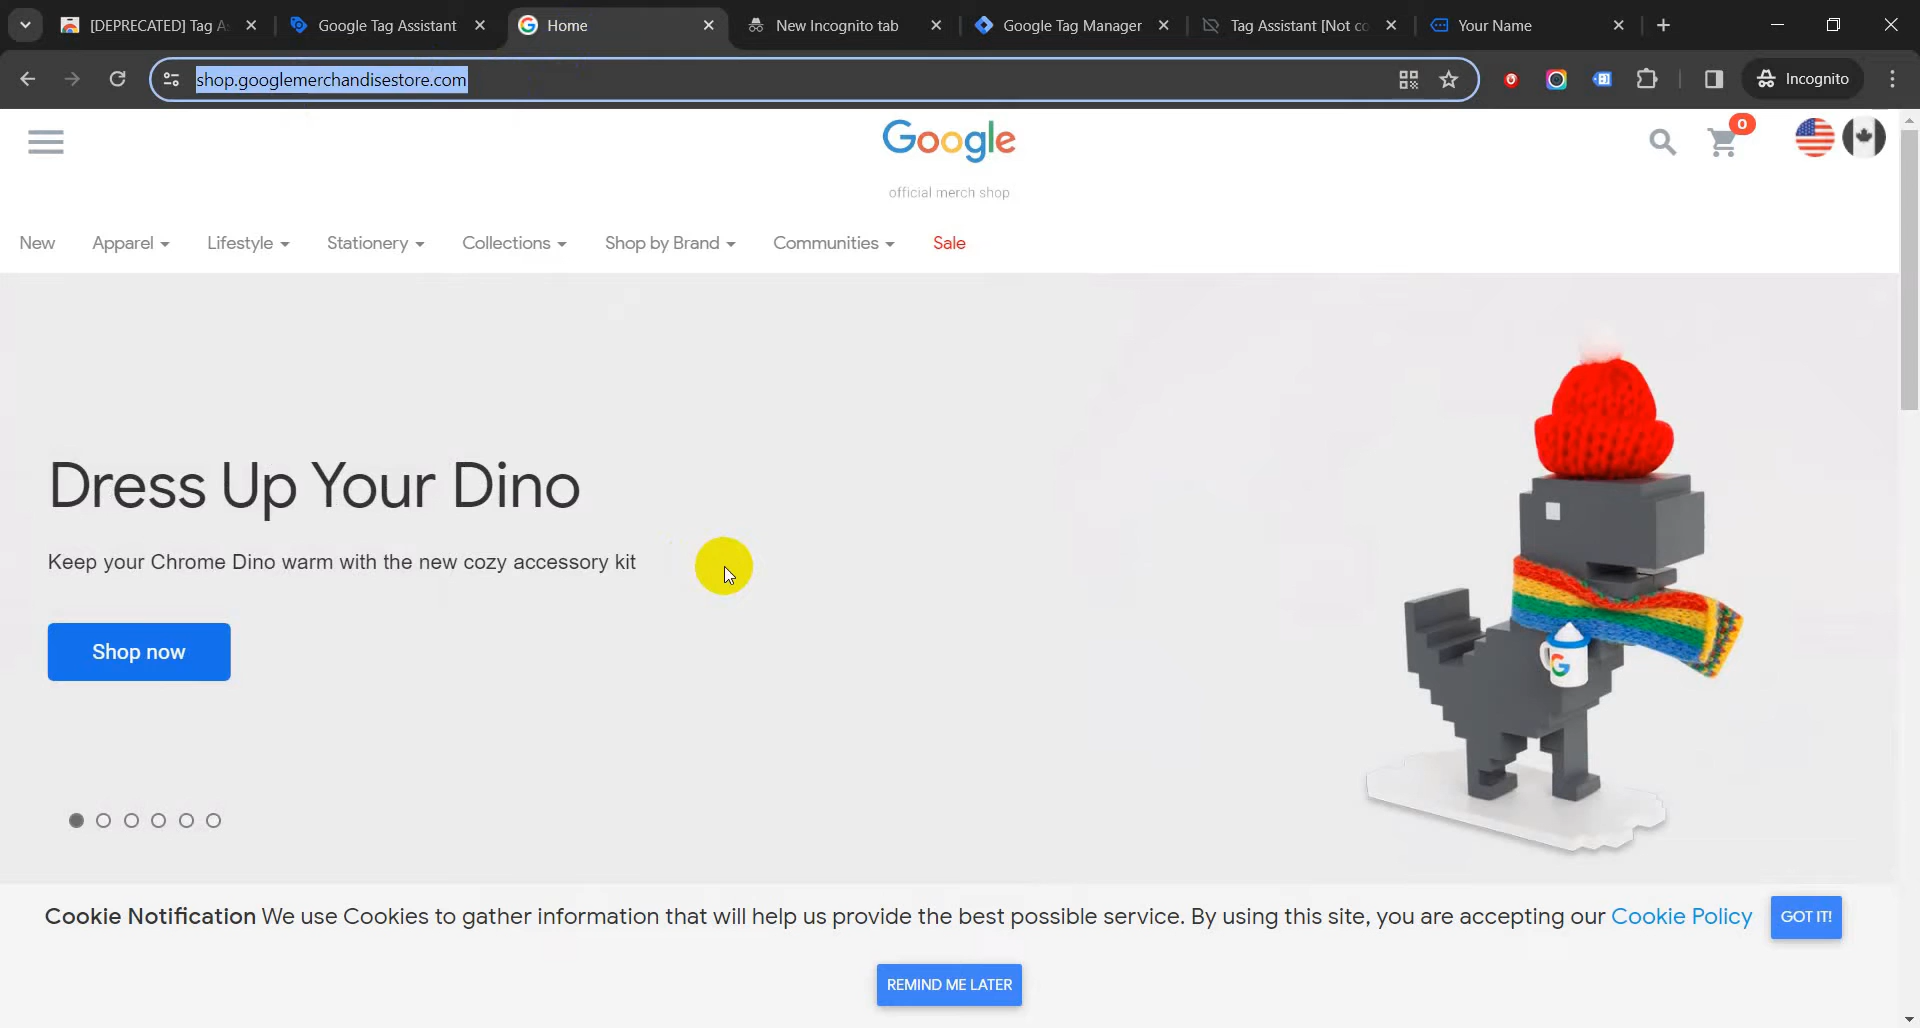 [DEPRECATED] Tag As
Google Tag Assistant
Home
New Incognito tab
Google Tag Manager
Tag Assistant [Not co
Your Name
shop.googlemerchandisestore.com
Incognito
Google
0
official merch shop
New Apparel Lifestyle Stationery Collections Shop by Brand Communities Sale
Dress Up Your Dino
Keep your Chrome Dino warm with the new cozy accessory kit
Shop now
G
Cookie Notification We use Cookies to gather information that will help us provide the best possible service. By using this site, you are accepting our Cookie Policy GOT IT!
REMIND ME LATER